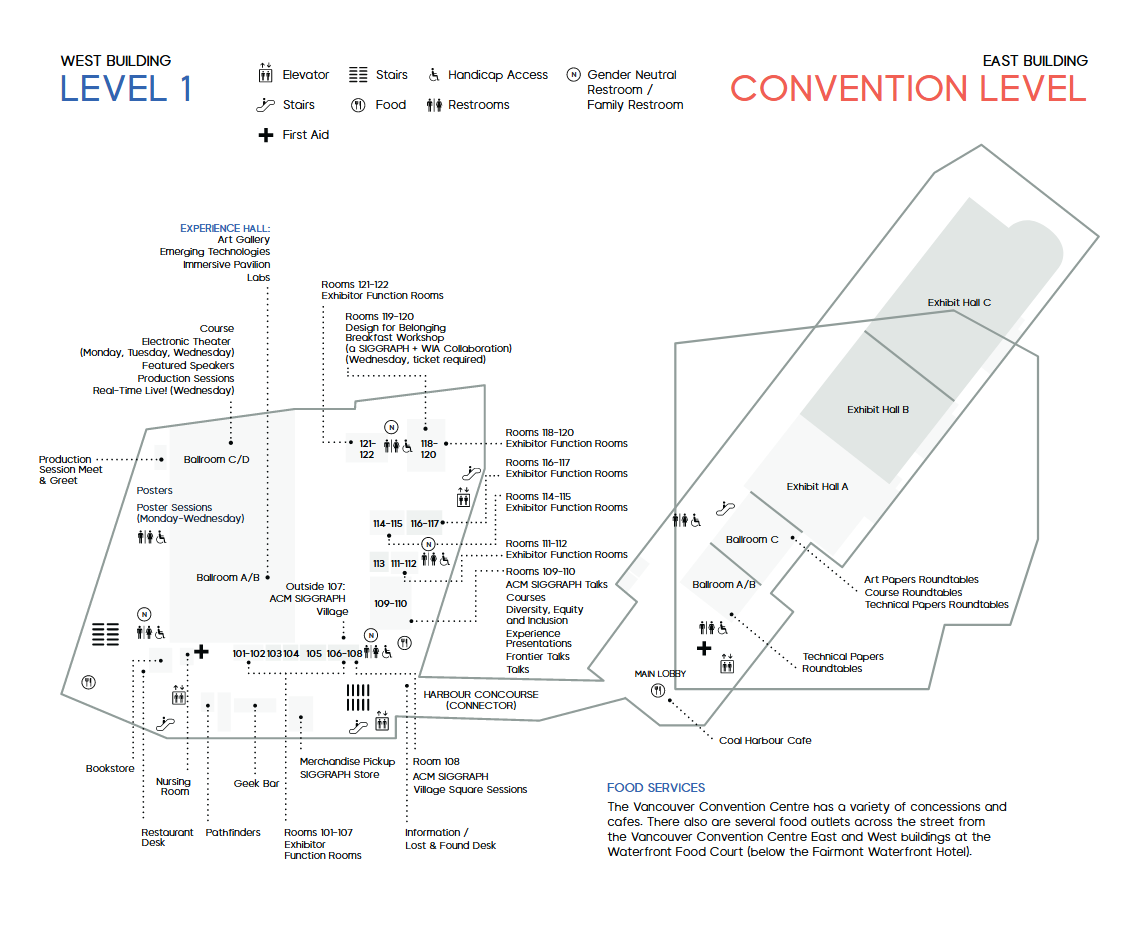 WEST BUILDING
LEVEL 1
Elevator
Stairs
Handicap Access
N
Gender Neutral
Restroom /
Family Restroom
Stairs
Food
Restrooms
First Aid
EAST BUILDING
CONVENTION LEVEL
EXPERIENCE HALL:
Art Gallery
Emerging Technologies
Immersive Pavilion
Labs
Rooms 121-122
Exhibitor Function Rooms
Rooms 119-120
Design for Belonging
Breakfast Workshop
(a SIGGRAPH + WIA Collaboration)
(Wednesday, ticket required)
Course
Electronic Theater
(Monday, Tuesday, Wednesday)
Featured Speakers
Production Sessions
Real-Time Live! (Wednesday)
Production
Session Meet
& Greet
Ballroom C/D
Posters
Poster Sessions
(Monday-Wednesday)
Ballroom A/B
N
121-
122
118-
120
Rooms 118-120
Exhibitor Function Rooms
Rooms 116-117
Exhibitor Function Rooms
Rooms 114-115
Exhibitor Function Rooms
114-115
116-117
N
113
111-112
Rooms 111-112
Exhibitor Function Rooms
Rooms 109-110
ACM SIGGRAPH Talks
Courses
Diversity, Equity
and Inclusion
Experience
Presentations
Frontier Talks
Talks
Outside 107:
ACM SIGGRAPH
Village
109-110
N
N
101-102
103
104
105
106-108
HARBOUR CONCOURSE
(CONNECTOR)
Bookstore
Nursing
Room
Geek Bar
Merchandise Pickup
SIGGRAPH Store
Room 108
ACM SIGGRAPH
Village Square Sessions
Restaurant
Desk
Pathfinders
Rooms 101-107
Exhibitor
Function Rooms
Information /
Lost & Found Desk
Exhibit Hall C
Exhibit Hall B
Exhibit Hall A
Ballroom C
Ballroom A/B
Art Papers Roundtables
Course Roundtables
Technical Papers Roundtables
Technical Papers
Roundtables
MAIN LOBBY
Coal Harbour Cafe
FOOD SERVICES
The Vancouver Convention Centre has a variety of concessions and
cafes. There also are several food outlets across the street from
the Vancouver Convention Centre East and West buildings at the
Waterfront Food Court (below the Fairmont Waterfront Hotel).